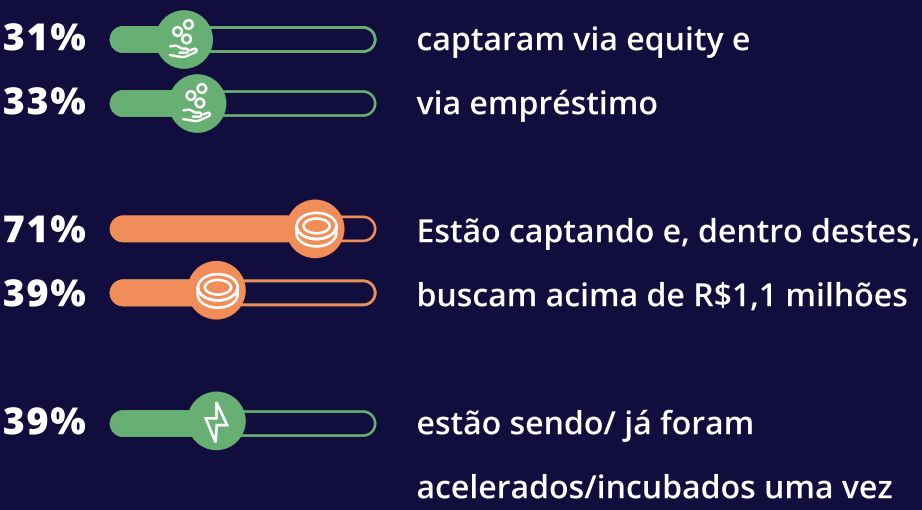 31% captaram via equity e
33% via empréstimo
71% Estão captando e, dentro destes,
39% buscam acima de R$1,1 milhões
39% estão sendo/ já foram
acelerados/incubados uma vez